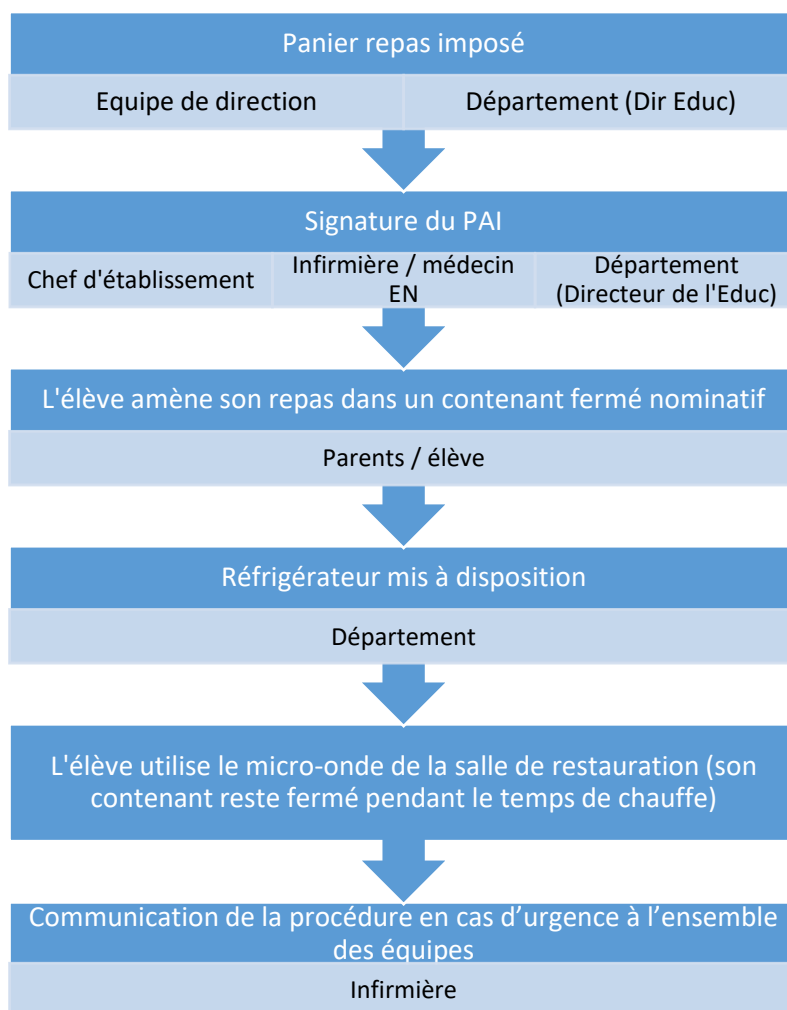 Panier repas imposé
Equipe de direction
Département (Dir Educ)
Signature du PAI
Chef d'établissement
Infirmière / médecin
EN
Département
(Directeur de l'Educ)
L'élève amène son repas dans un contenant fermé nominatif
Parents / élève
Réfrigérateur mis à disposition
Département
L'élève utilise le micro-onde de la salle de restauration (son
contenant reste fermé pendant le temps de chauffe)
Communication de la procédure en cas d’urgence à l’ensemble
des équipes
Infirmière